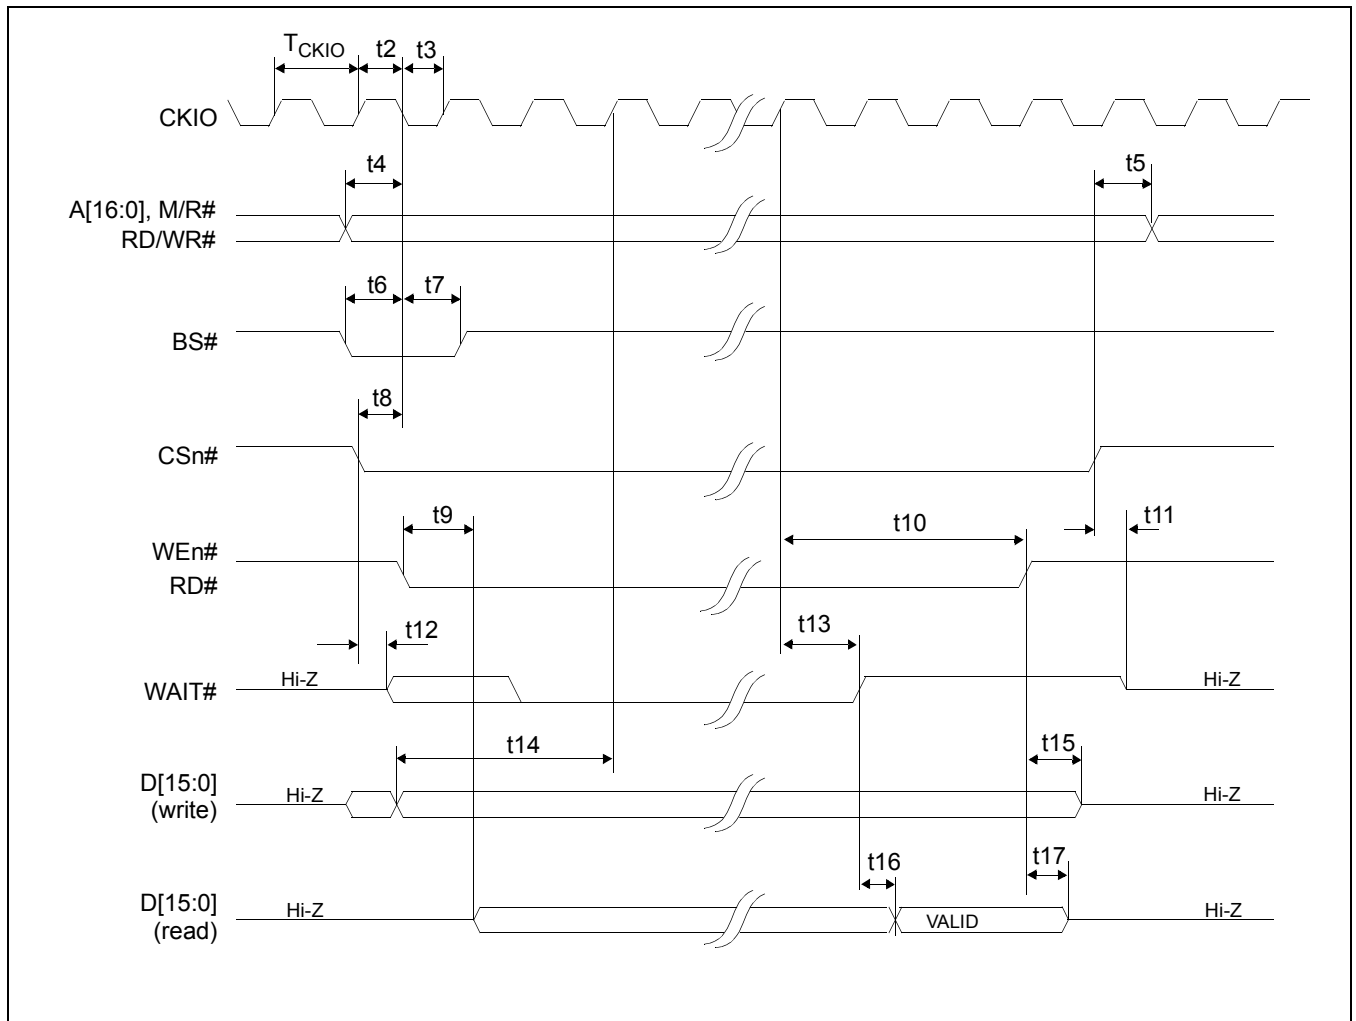 TCKIO t2 t3
CKIO
t4 t5
A[16:0], M/R#
RD/WR#
t6 t7
BS#
t8
CSn#
t9 t10 t11
WEn#
RD#
t12 t13
WAIT# Hi-Z Hi-Z
t14 t15
D[15:0]
(write) Hi-Z Hi-Z
t16 t17
D[15:0]
(read) Hi-Z VALID Hi-Z